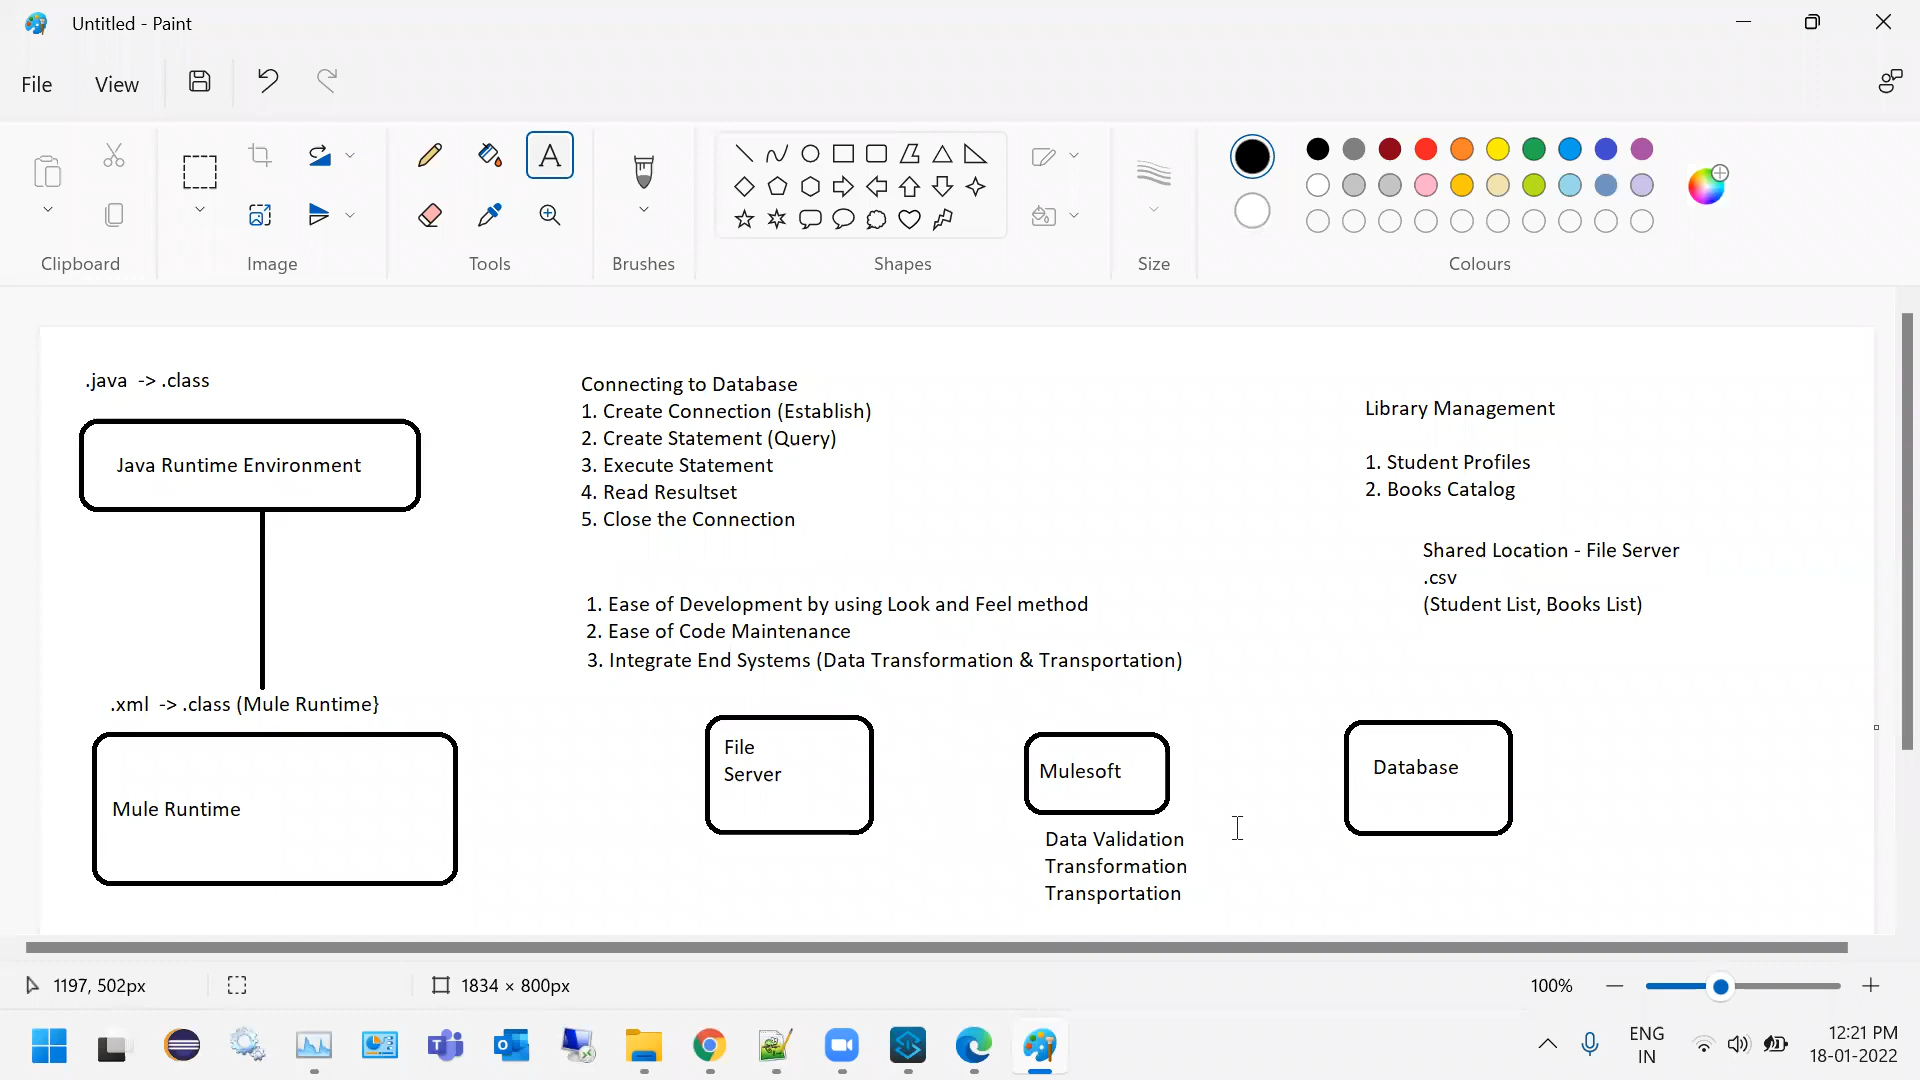 Untitled - Paint
File
View
Clipboard
Image
Tools
Brushes
Shapes
Size
Colours
A
.java -> .class
Java Runtime Environment
.xml -> .class (Mule Runtime}
Mule Runtime
Connecting to Database
1. Create Connection (Establish)
2. Create Statement (Query)
3. Execute Statement
4. Read Resultset
5. Close the Connection
1. Ease of Development by using Look and Feel method
2. Ease of Code Maintenance
3. Integrate End Systems (Data Transformation & Transportation)
Library Management
1. Student Profiles
2. Books Catalog
Shared Location - File Server
.csv
(Student List, Books List)
File
Server
Mulesoft
Data Validation
Transformation
Transportation
Database
1197, 502px
1834 × 800px
100%
ENG
IN
12:21 PM
18-01-2022